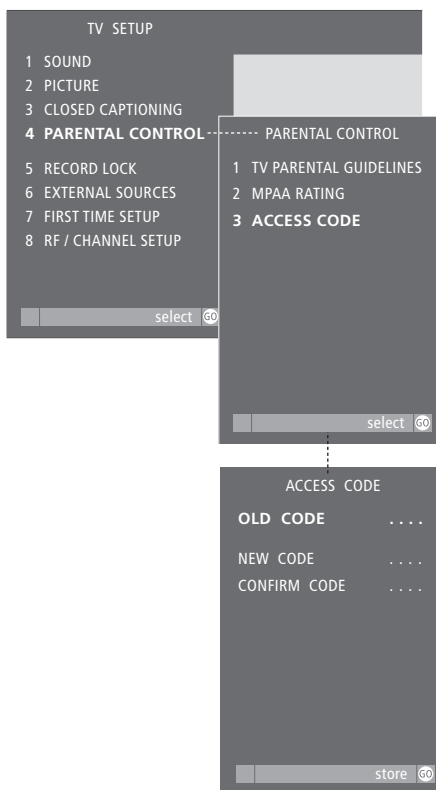 TV SETUP
1 SOUND
2 PICTURE
3 CLOSED CAPTIONING
4 PARENTAL CONTROL
5 RECORD LOCK
6 EXTERNAL SOURCES
7 FIRST TIME SETUP
8 RF / CHANNEL SETUP
select GO
PARENTAL CONTROL
1 TV PARENTAL GUIDELINES
2 MPAA RATING
3 ACCESS CODE
select GO
ACCESS CODE
OLD CODE . . . .
NEW CODE . . . .
CONFIRM CODE . . . .
store GO